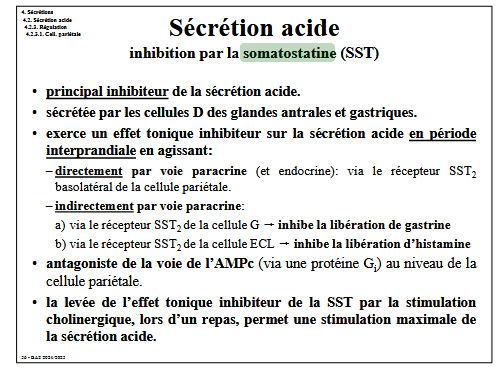 4. Sécrétions
4.2. Sécrétion acide
4.2.3. Régulation
4.2.3.1. Cell. pariétale
Sécrétion acide
inhibition par la somatostatine (SST)
• principal inhibiteur de la sécrétion acide.
• sécrétée par les cellules D des glandes antrales et gastriques.
• exerce un effet tonique inhibiteur sur la sécrétion acide en période
interprandiale en agissant:
– directement par voie paracrine (et endocrine): via le récepteur SST2
basolatéral de la cellule pariétale.
– indirectement par voie paracrine:
a) via le récepteur SST2 de la cellule G → inhibe la libération de gastrine
b) via le récepteur SST2 de la cellule ECL → inhibe la libération d’histamine
• antagoniste de la voie de l’AMPc (via une protéine Gi) au niveau de la
cellule pariétale.
• la levée de l’effet tonique inhibiteur de la SST par la stimulation
cholinergique, lors d’un repas, permet une stimulation maximale de
la sécrétion acide.
2024/2025